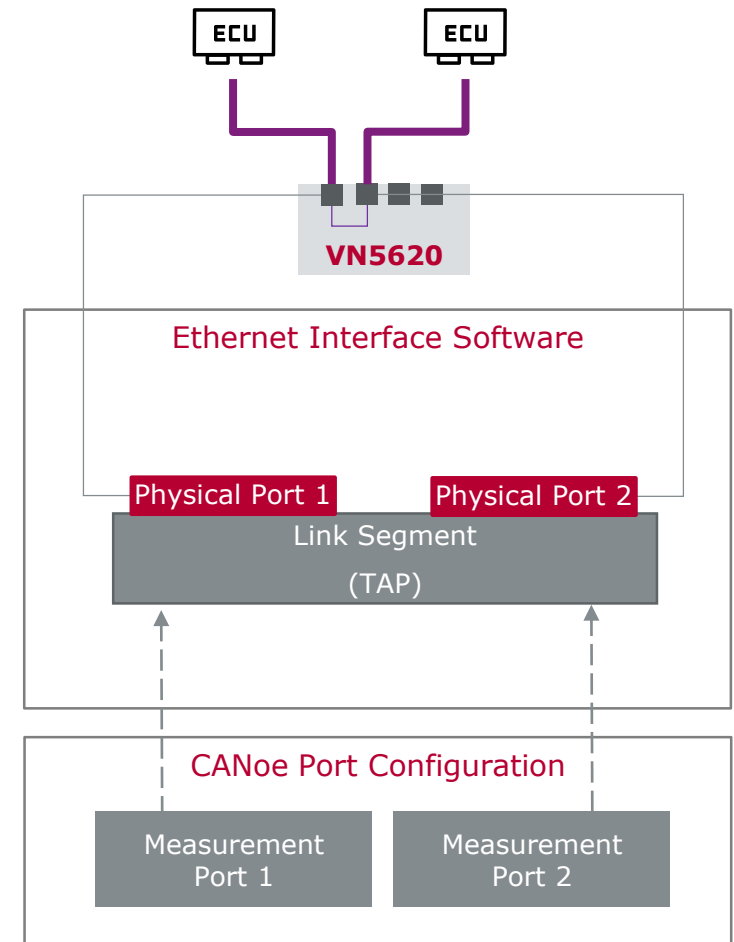 ECU
ECU
VN5620
Ethernet Interface Software
Physical Port 1
Physical Port 2
Link Segment
(TAP)
CANoe Port Configuration
Measurement
Port 1
Measurement
Port 2